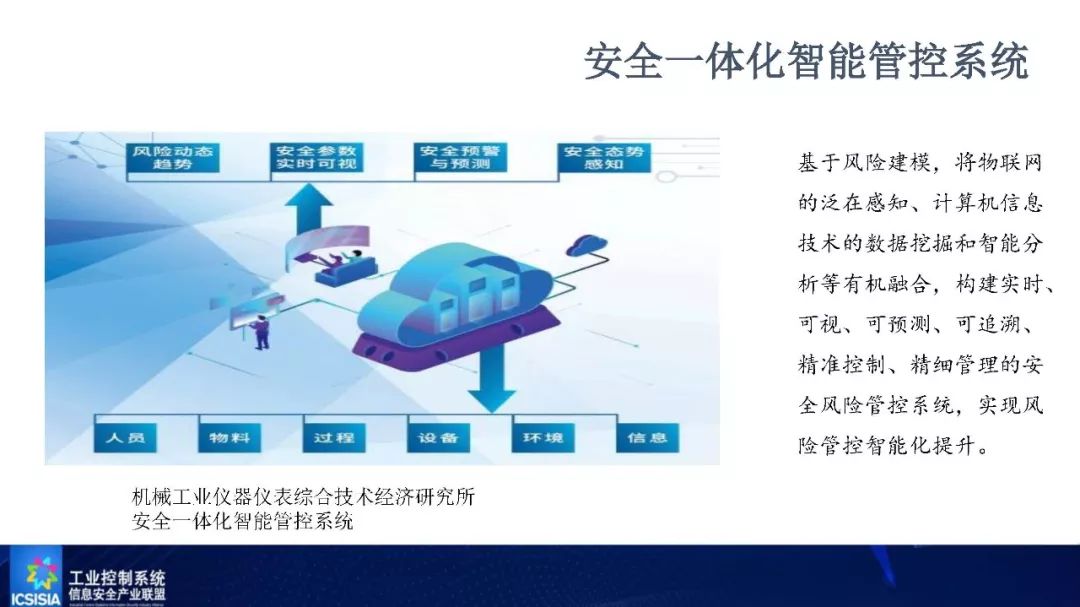 安全一体化智能管控系统
风险动态
趋势
安全参数
实时可视
安全预警
与预测
安全态势
感知
基于风险建模，将物联网
的泛在感知、计算机信息
技术的数据挖掘和智能分
析等有机融合，构建实时、
可视、可预测、可追溯、
精准控制、精细管理的安
全风险管控系统，实现风
险管控智能化提升。
人员
物料
过程
设备
环境
信息
机械工业仪器仪表综合技术经济研究所
安全一体化智能管控系统
ICSISIA
工业控制系统
信息安全产业联盟